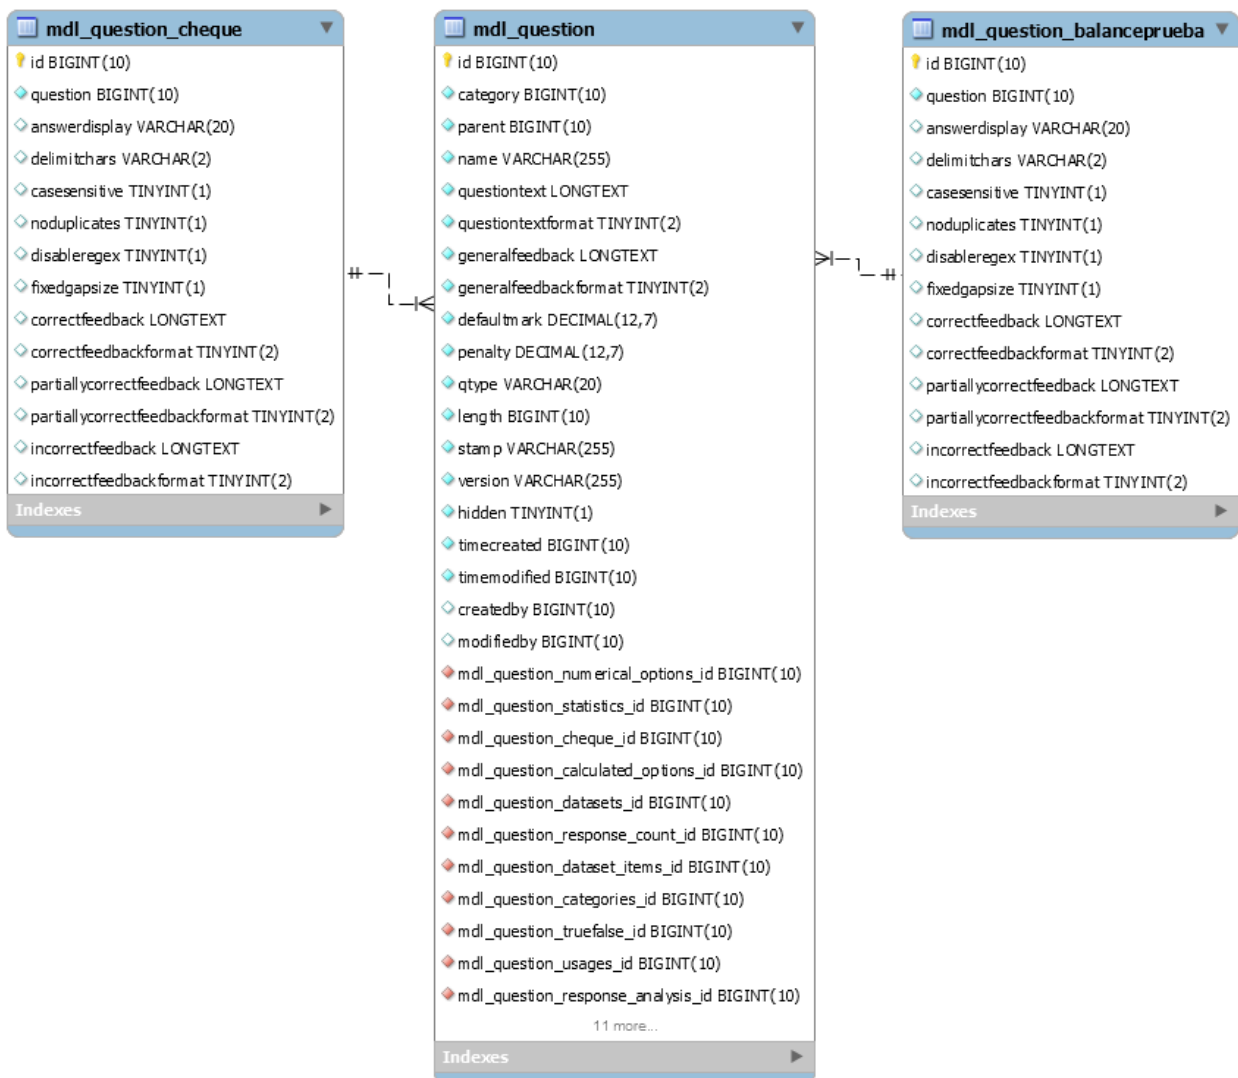 mdl_question_cheque
id BIGINT(10)
question BIGINT(10)
answerdisplay VARCHAR(20)
delimitchars VARCHAR(2)
casesensitive TINYINT(1)
noduplicates TINYINT(1)
disableregex TINYINT(1)
fixedgapsize TINYINT(1)
correctfeedback LONGTEXT
correctfeedbackformat TINYINT(2)
partiallycorrectfeedback LONGTEXT
partiallycorrectfeedbackformat TINYINT(2)
incorrectfeedback LONGTEXT
incorrectfeedbackformat TINYINT(2)
Indexes
mdl_question
id BIGINT(10)
category BIGINT(10)
parent BIGINT(10)
name VARCHAR(255)
questiontext LONGTEXT
questiontextformat TINYINT(2)
generalfeedback LONGTEXT
generalfeedbackformat TINYINT(2)
defaultmark DECIMAL(12,7)
penalty DECIMAL(12,7)
qtype VARCHAR(20)
length BIGINT(10)
stamp VARCHAR(255)
version VARCHAR(255)
hidden TINYINT(1)
timecreated BIGINT(10)
timemodified BIGINT(10)
createdby BIGINT(10)
modifiedby BIGINT(10)
mdl_question_numerical_options_id BIGINT(10)
mdl_question_statistics_id BIGINT(10)
mdl_question_cheque_id BIGINT(10)
mdl_question_calculated_options_id BIGINT(10)
mdl_question_datasets_id BIGINT(10)
mdl_question_response_count_id BIGINT(10)
mdl_question_dataset_items_id BIGINT(10)
mdl_question_categories_id BIGINT(10)
mdl_question_truefalse_id BIGINT(10)
mdl_question_usages_id BIGINT(10)
mdl_question_response_analysis_id BIGINT(10)
11 more...
Indexes
mdl_question_balanceprueba
id BIGINT(10)
question BIGINT(10)
answerdisplay VARCHAR(20)
delimitchars VARCHAR(2)
casesensitive TINYINT(1)
noduplicates TINYINT(1)
disableregex TINYINT(1)
fixedgapsize TINYINT(1)
correctfeedback LONGTEXT
correctfeedbackformat TINYINT(2)
partiallycorrectfeedback LONGTEXT
partiallycorrectfeedbackformat TINYINT(2)
incorrectfeedback LONGTEXT
incorrectfeedbackformat TINYINT(2)
Indexes